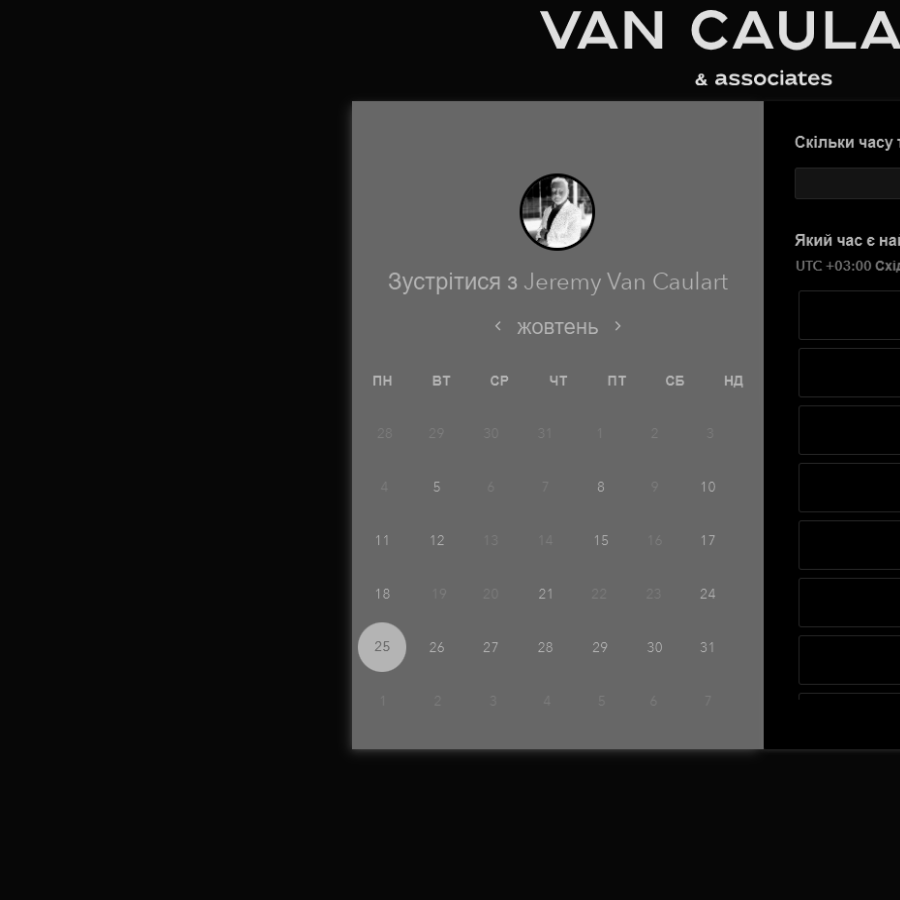 VAN CAULA
& associates
Зустрітися з Jeremy Van Caulart
жовтень
ПН ВТ СР ЧТ ПТ СБ НД
28 29 30 31 1 2 3
4 5 6 7 8 9 10
11 12 13 14 15 16 17
18 19 20 21 22 23 24
25 26 27 28 29 30 31
1 2 3 4 5 6 7
Скільки часу
Який час є
UTC +03:00